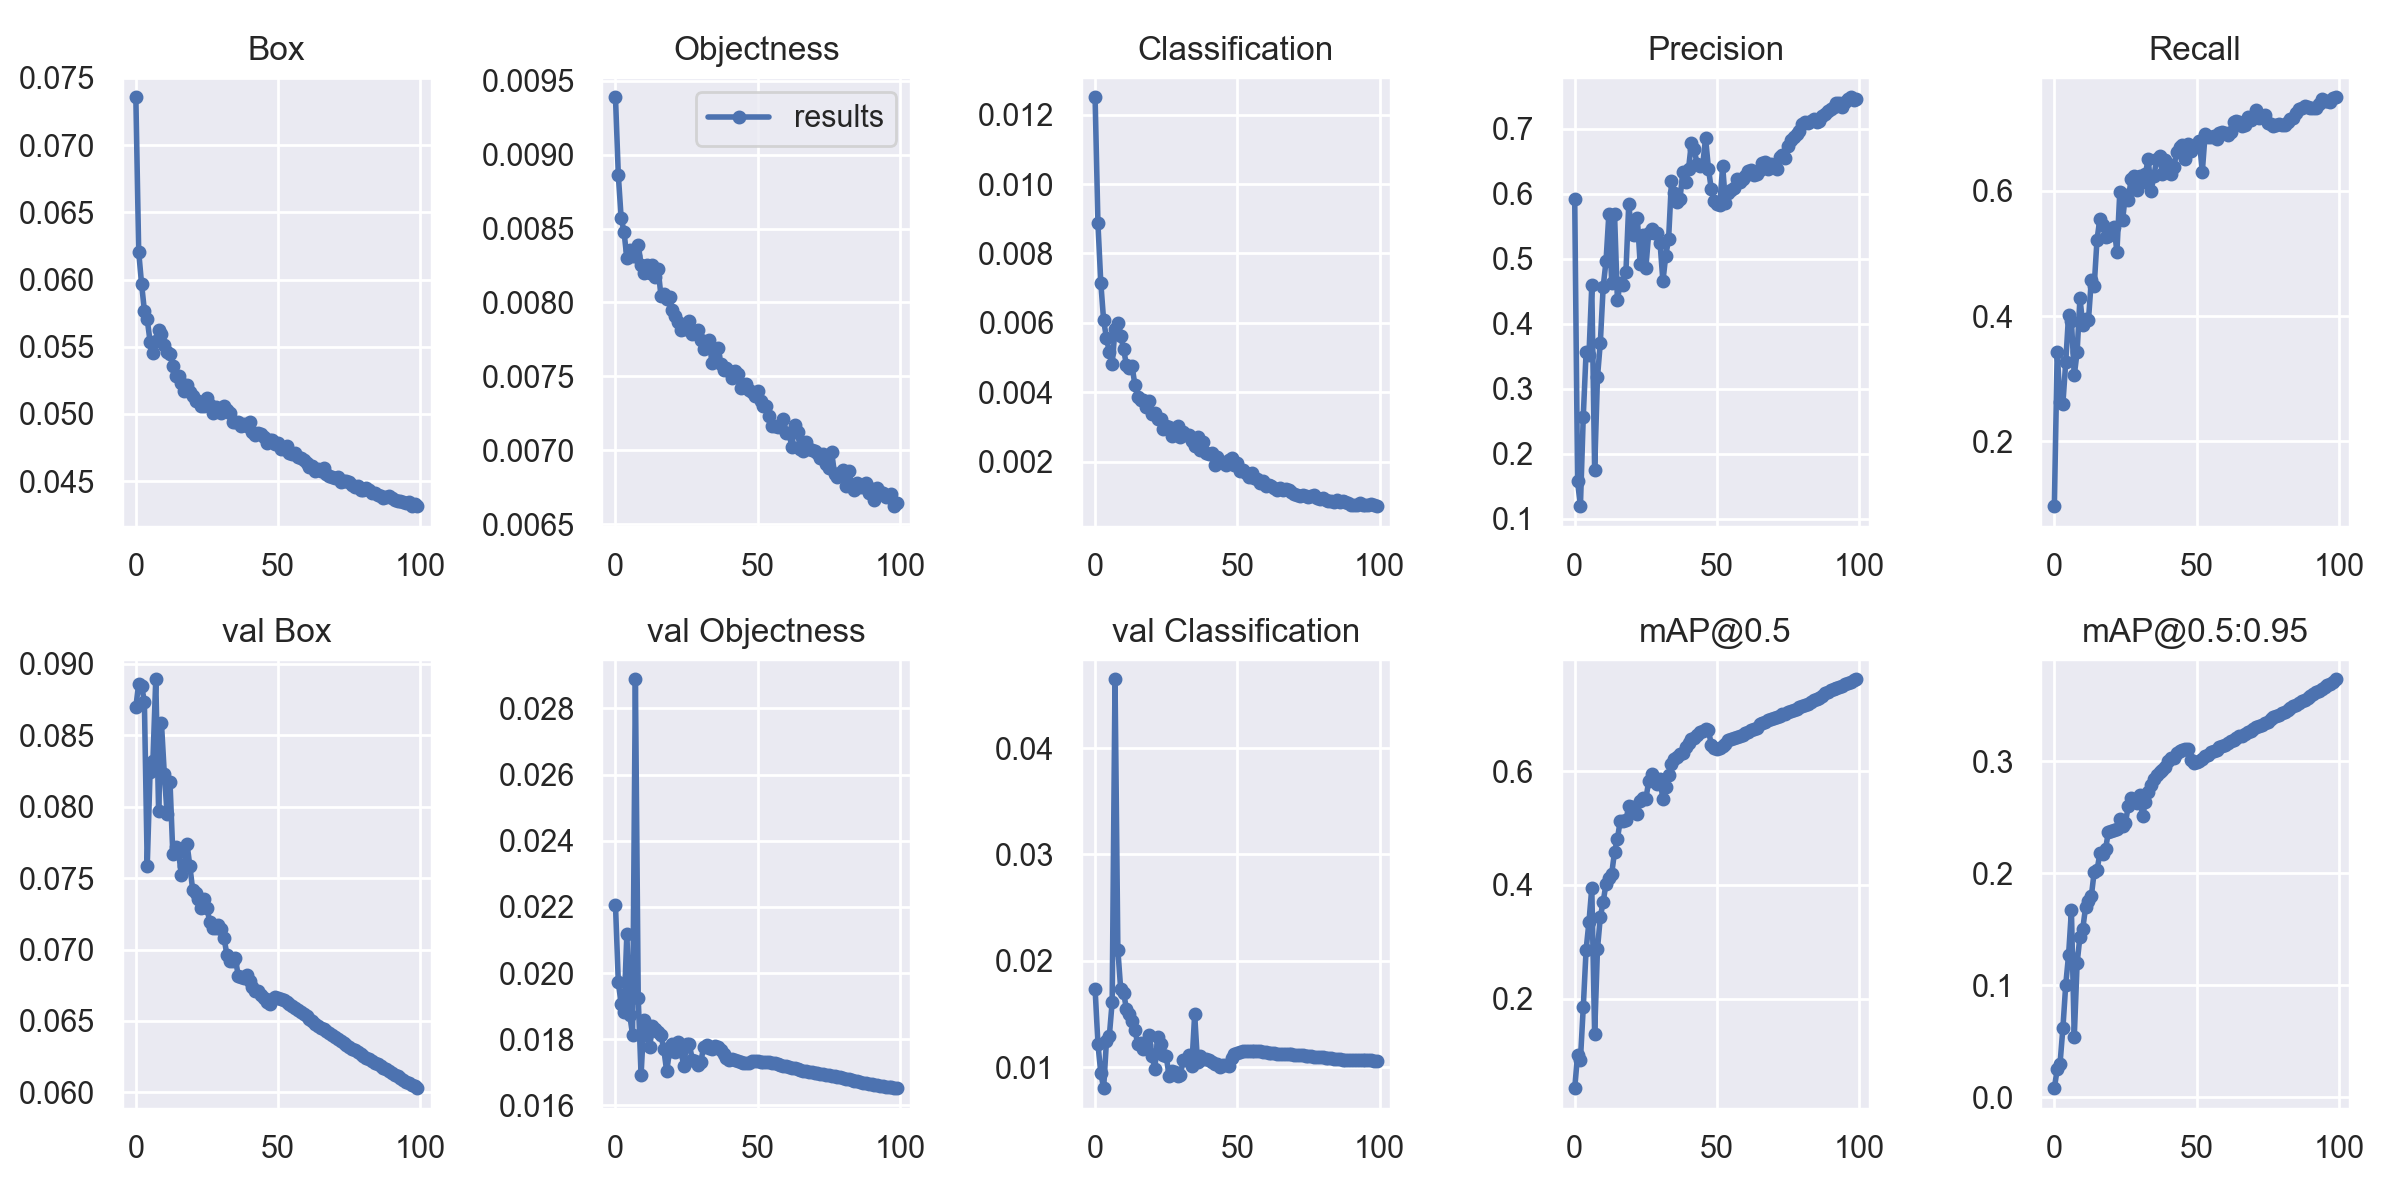 Box
0.075
0.070
0.065
0.060
0.055
0.050
0.045
0 50 100
Objectness
results
0.0095
0.0090
0.0085
0.0080
0.0075
0.0070
0.0065
0 50 100
Classification
0.012
0.010
0.008
0.006
0.004
0.002
0 50 100
Precision
0.7
0.6
0.5
0.4
0.3
0.2
0.1
0 50 100
Recall
0.6
0.4
0.2
0 50 100
val Box
0.090
0.085
0.080
0.075
0.070
0.065
0.060
0 50 100
val Objectness
0.028
0.026
0.024
0.022
0.020
0.018
0.016
0 50 100
val Classification
0.04
0.03
0.02
0.01
0 50 100
mAP@0.5
0.6
0.4
0.2
0 50 100
mAP@0.5:0.95
0.3
0.2
0.1
0.0
0 50 100